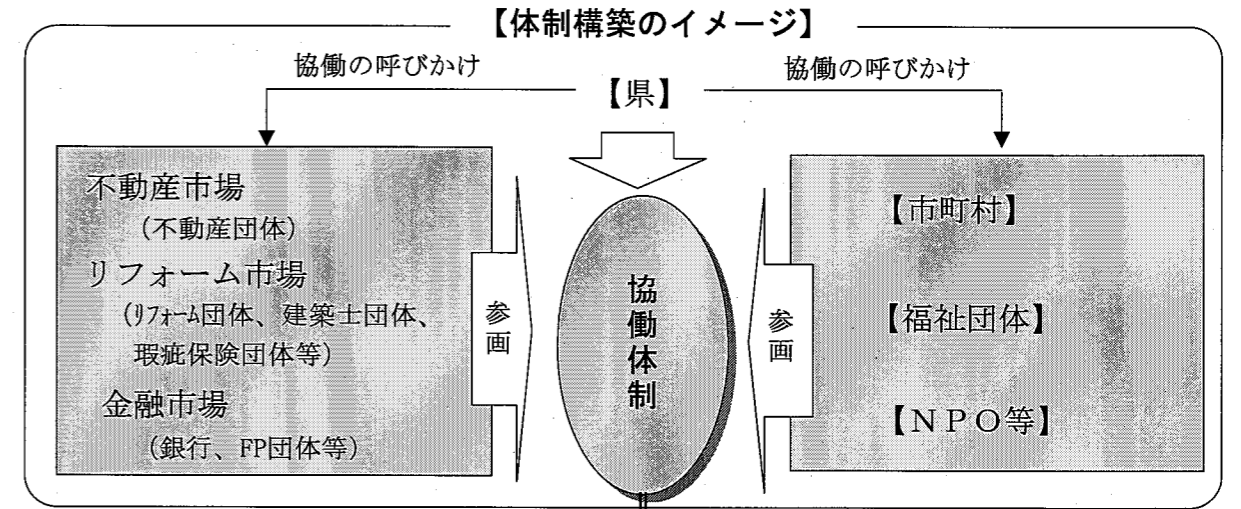 【体制構築のイメージ】
協働の呼びかけ
【県】
協働の呼びかけ
不動産市場
(不動産団体)
リフォーム市場
(ﾘﾌｫｰﾑ団体、建築士団体、
瑕疵保険団体等)
金融市場
(銀行、FP団体等)
参画
協働体制
参画
【市町村】
【福祉団体】
【ＮＰＯ等】